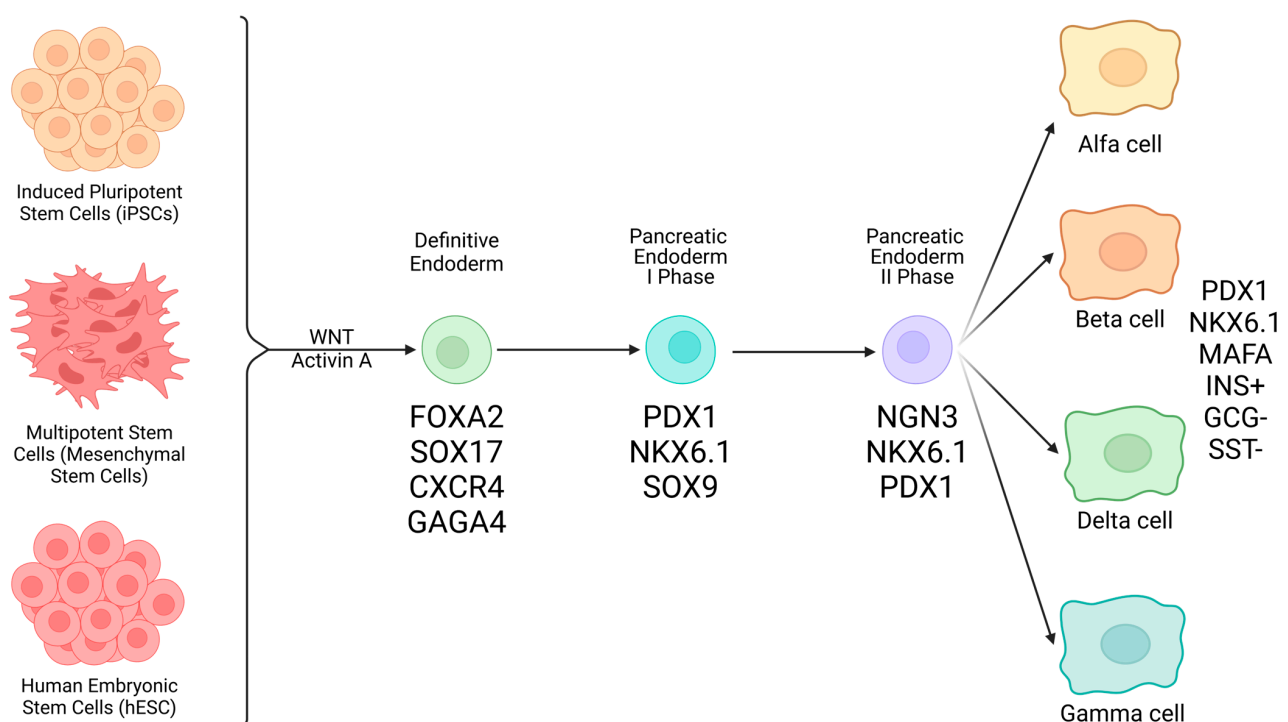 Induced Pluripotent
Stem Cells (iPSCs)
Multipotent Stem
Cells (Mesenchymal
Stem Cells)
Human Embryonic
Stem Cells (hESC)
WNT
Activin A
Definitive
Endoderm
FOXA2
SOX17
CXCR4
GAGA4
Pancreatic
Endoderm
I Phase
PDX1
NKX6.1
SOX9
Pancreatic
Endoderm
II Phase
NGN3
NKX6.1
PDX1
Alfa cell
Beta cell
Delta cell
Gamma cell
PDX1
NKX6.1
MAFA
INS+
GCG-
SST-